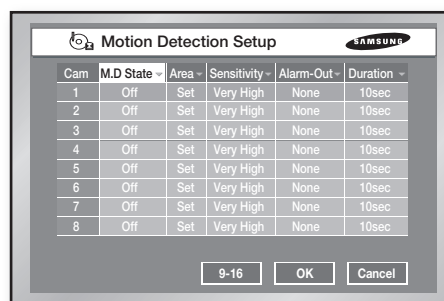 Motion Detection Setup SAMSUNG
Cam M.D State Area Sensitivity Alarm-Out Duration
1 Off Set Very High None 10sec
2 Off Set Very High None 10sec
3 Off Set Very High None 10sec
4 Off Set Very High None 10sec
5 Off Set Very High None 10sec
6 Off Set Very High None 10sec
7 Off Set Very High None 10sec
8 Off Set Very High None 10sec
9-16 OK Cancel